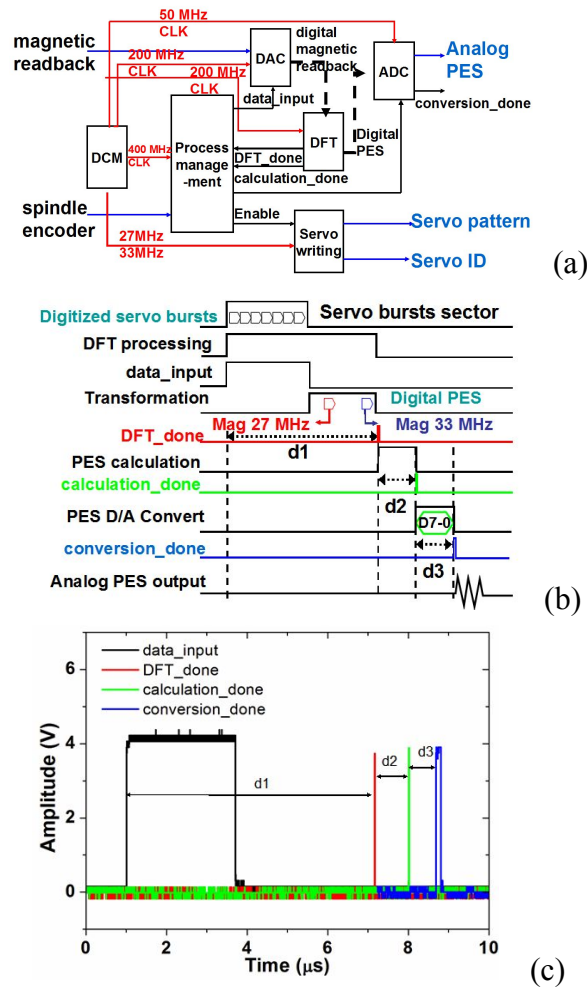 50 MHz
CLK
magnetic
readback
200 MHz
CLK
200 MHz
CLK
DAC
digital
magnetic
readback
ADC
Analog
PES
conversion_done
data_input
DCM
400 MHz
CLK
Process
manage
-ment
DFT
DFT_done
calculation_done
Digital
PES
spindle
encoder
27MHz
33MHz
Enable
Servo
writing
Servo pattern
Servo ID
(a)
Digitized servo bursts
Servo bursts sector
DFT processing
data_input
Transformation
Digital PES
Mag 27 MHz
Mag 33 MHz
DFT_done
d1
PES calculation
calculation_done
d2
PES D/A Convert
D7-0
conversion_done
d3
Analog PES output
(b)
data_input
DFT_done
calculation_done
conversion_done
6
4
2
0
Amplitude (V)
d1
d2
d3
0 2 4 6 8 10
Time (μs)
(c)